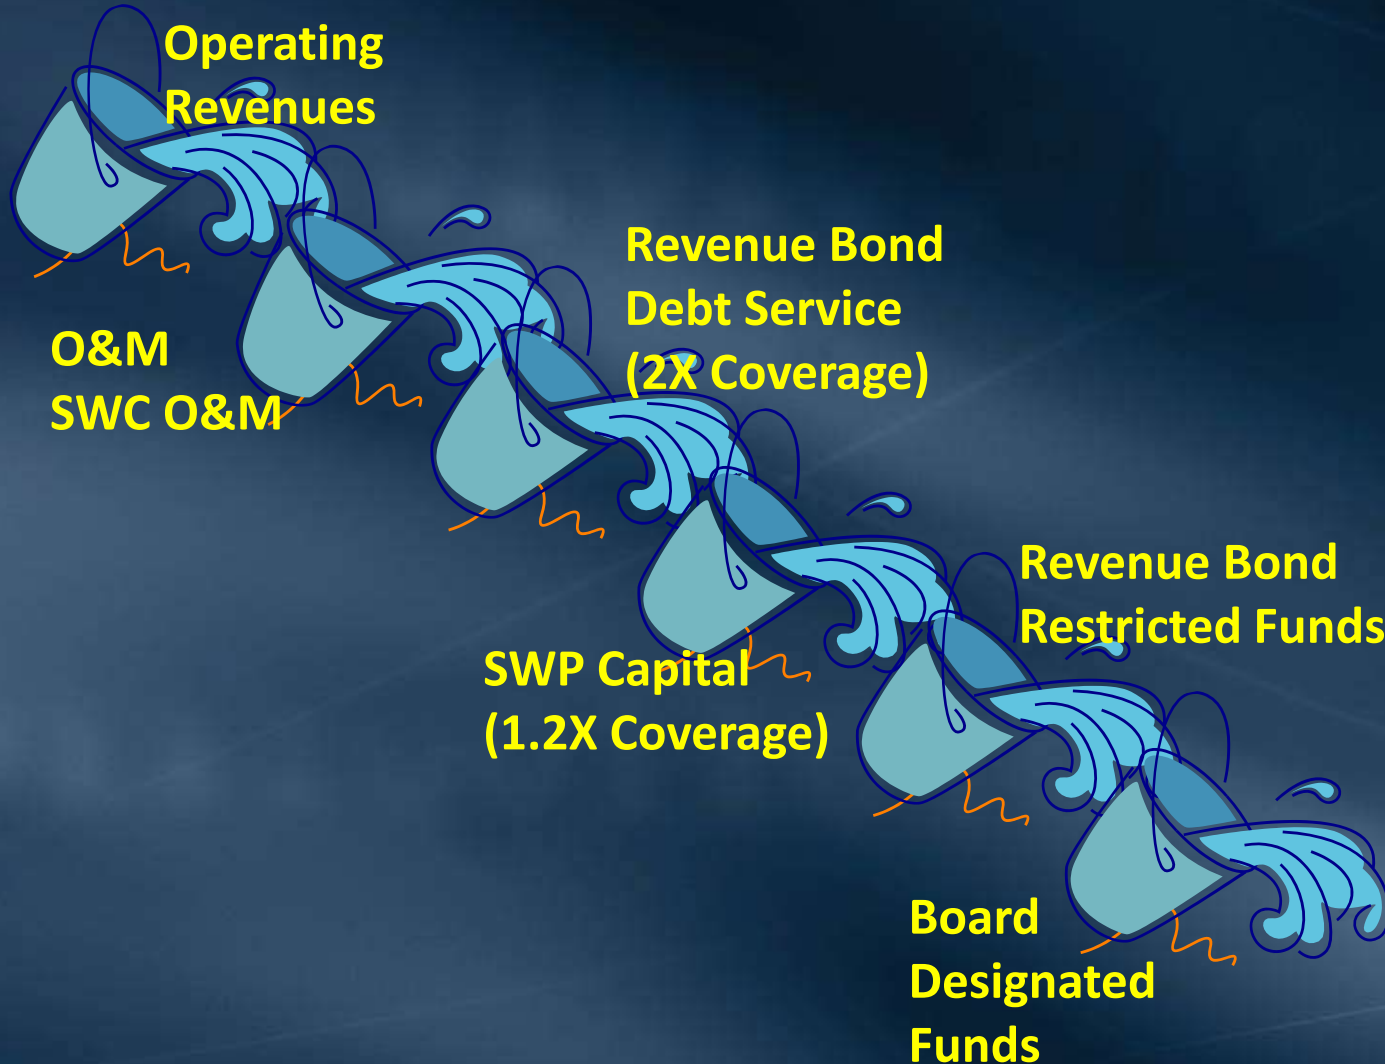 Operating
Revenues
O&M
SWC O&M
Revenue Bond
Debt Service
(2X Coverage)
SWP Capital
(1.2X Coverage)
Revenue Bond
Restricted Funds
Board
Designated
Funds